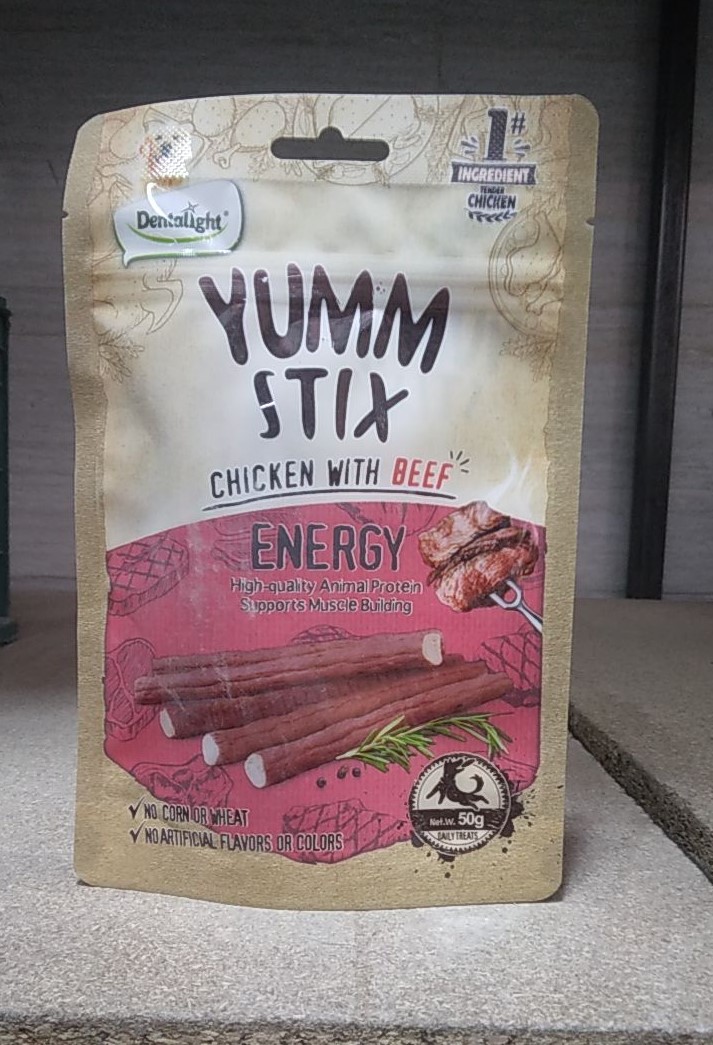 Dentalight®
1#
INGREDIENT
TENDER
CHICKEN
YUMM
STIX
CHICKEN WITH BEEF
ENERGY
High-quality Animal Protein
Supports Muscle Building
✓NO CORN OR WHEAT
✓NO ARTIFICIAL FLAVORS OR COLORS
Net.W. 50g
DAILY TREATS